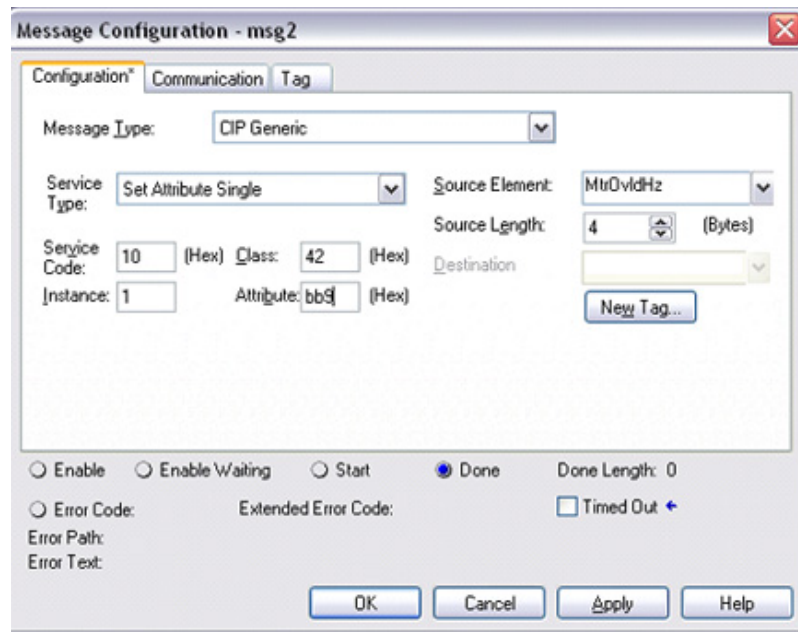 Message Configuration - msg2
Configuration* Communication Tag
Message Type: CIP Generic
Service Type: Set Attribute Single
Source Element: MtrOvldHz
Source Length: 4 (Bytes)
Service Code: 10 (Hex) Class: 42 (Hex)
Destination
Instance: 1 Attribute: bb9 (Hex)
New Tag...
Enable Enable Waiting Start Done Done Length: 0
Error Code: Extended Error Code: Timed Out
Error Path:
Error Text:
OK Cancel Apply Help